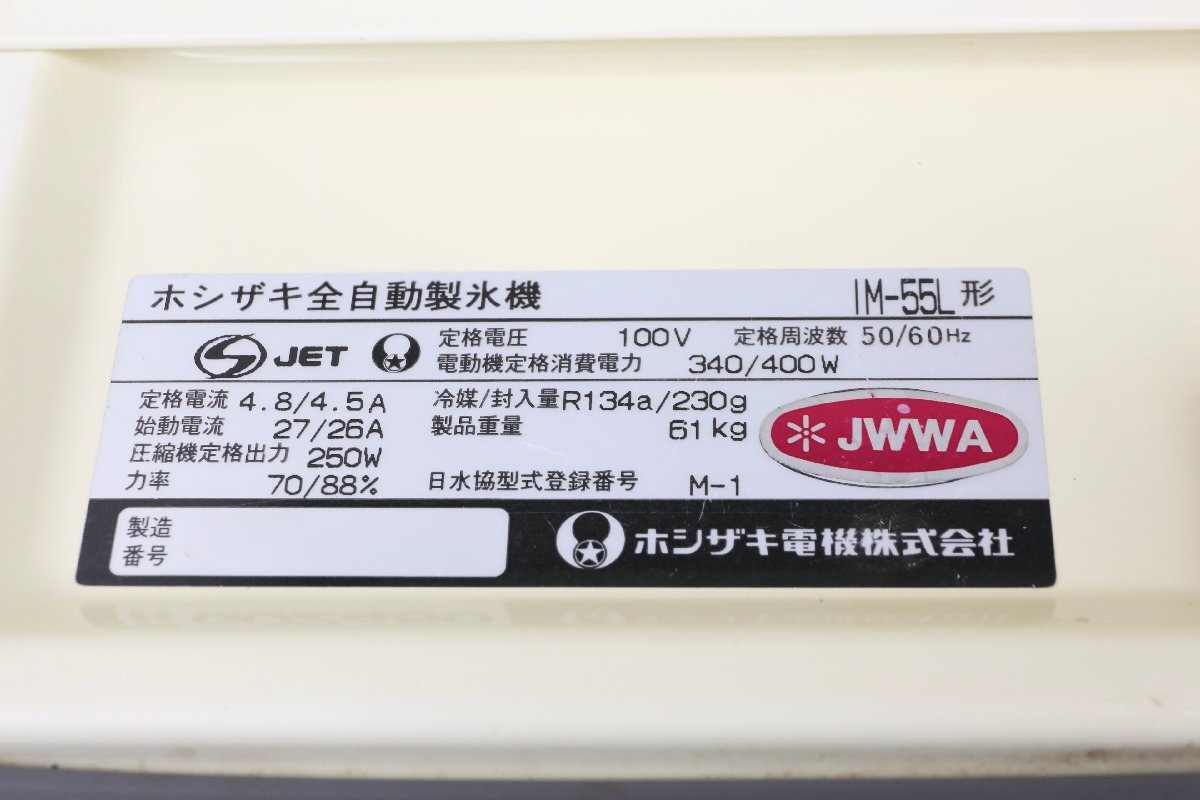 ホシザキ全自動製氷機 IM-55L形
JET 定格電圧 100V 定格周波数 50/60Hz
電動機定格消費電力 340/400W
定格電流 4.8/4.5A 冷媒/封入量 R134a/230g
始動電流 27/26A 製品重量 61kg
圧縮機定格出力 250W
力率 70/88% 日水協型式登録番号 M-1
JWWA
製造
番号
ホシザキ電機株式会社